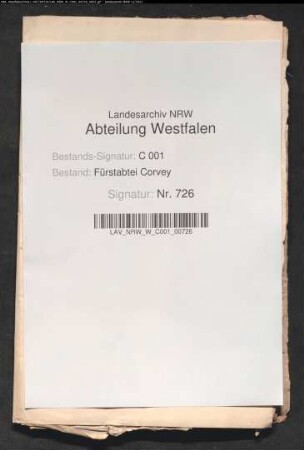 Landesarchiv NRW
Abteilung Westfalen
Bestands-Signatur: C 001
Bestand: Fürstabtei Corvey
Signatur: Nr. 726
LAV_NRW_W_C001_00726